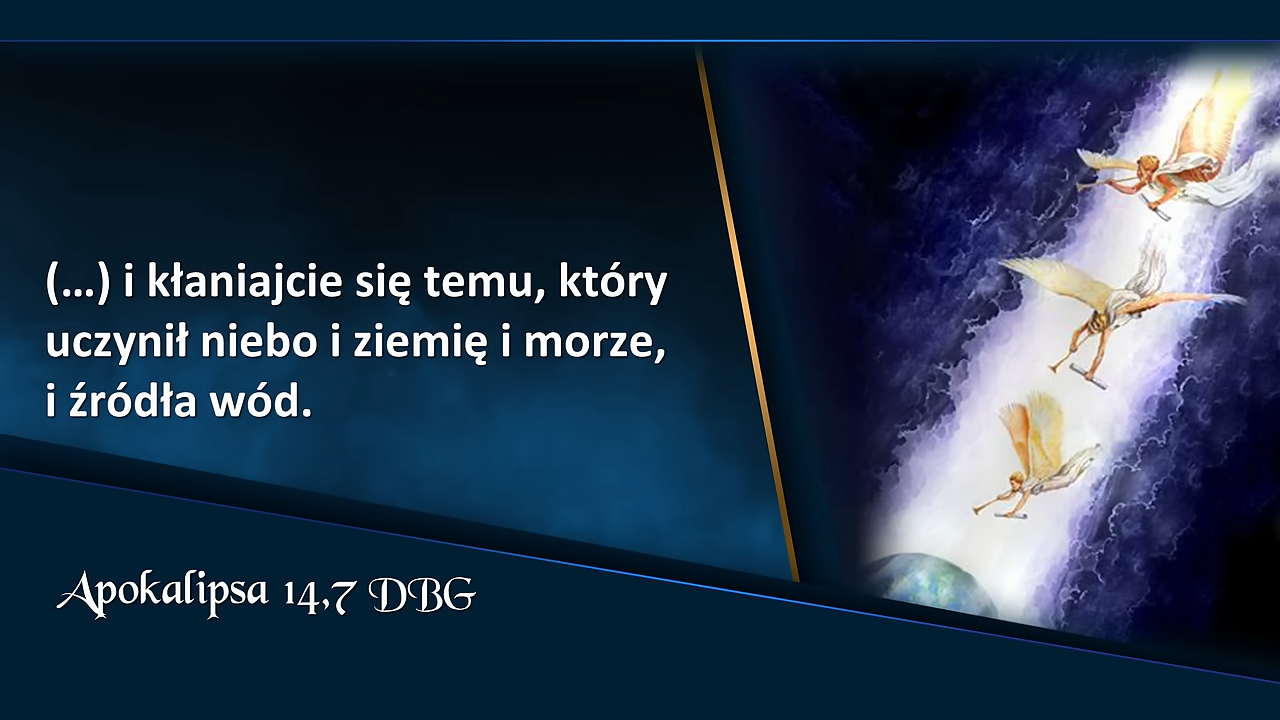 (...) i kłaniajcie się temu, który
uczynił niebo i ziemię i morze,
i źródła wód.
Apokalipsa 14,7 DBG